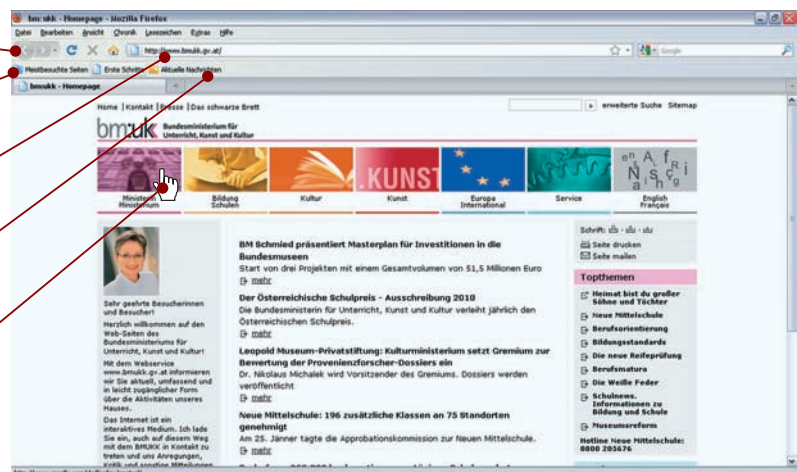 bm:ukk - Homepage - Mozilla Firefox
Datei Bearbeiten Ansicht Chronik Lesezeichen Extras Hilfe
http://www.bmukk.gv.at/
Google
Meistbesuchte Seiten Erste Schritte Aktuelle Nachrichten
bmukk - Homepage
Home | Kontakt | Presse | Das schwarze Brett
erweiterte Suche Sitemap
bm:uk Bundesministerium für
Unterricht, Kunst und Kultur
.KUNST
Ministerin
Ministerium
Bildung
Schulen
Kultur
Kunst
Europa
International
Service
English
Français
Sehr geehrte Besucherinnen
und Besucher!
Herzlich willkommen auf den
Web-Seiten des
Bundesministeriums für
Unterricht, Kunst und Kultur!
Mit dem Webservice
www.bmukk.gv.at informieren
wir Sie aktuell, umfassend und
in leicht zugänglicher Form
über die Aktivitäten unseres
Hauses.
Das Internet ist ein
interaktives Medium. Ich lade
Sie ein, auch auf diesem Weg
mit dem BMUKK in Kontakt zu
treten und uns Anregungen,
Kritik und sonstige Mitteilungen
BM Schmied präsentiert Masterplan für Investitionen in die
Bundesmuseen
Start von drei Projekten mit einem Gesamtvolumen von 51,5 Millionen Euro
mehr
Der Österreichische Schulpreis - Ausschreibung 2010
Die Bundesministerin für Unterricht, Kunst und Kultur verleiht jährlich den
Österreichischen Schulpreis.
mehr
Leopold Museum-Privatstiftung: Kulturministerium setzt Gremium zur
Bewertung der Provenienzforscher-Dossiers ein
Dr. Nikolaus Michalek wird Vorsitzender des Gremiums. Dossiers werden
veröffentlicht
mehr
Neue Mittelschule: 196 zusätzliche Klassen an 75 Standorten
genehmigt
Am 25. Jänner tagte die Approbationskommission zur Neuen Mittelschule.
mehr
Schrift:
Seite drucken
Seite mailen
Topthemen
Heimat bist du großer
Söhne und Töchter
Neue Mittelschule
Berufsorientierung
Bildungsstandards
Die neue Reifeprüfung
Berufsmatura
Die Weiße Feder
Schulnews.
Informationen zu
Bildung und Schule
Museumsreform
Hotline Neue Mittelschule:
0800 205676